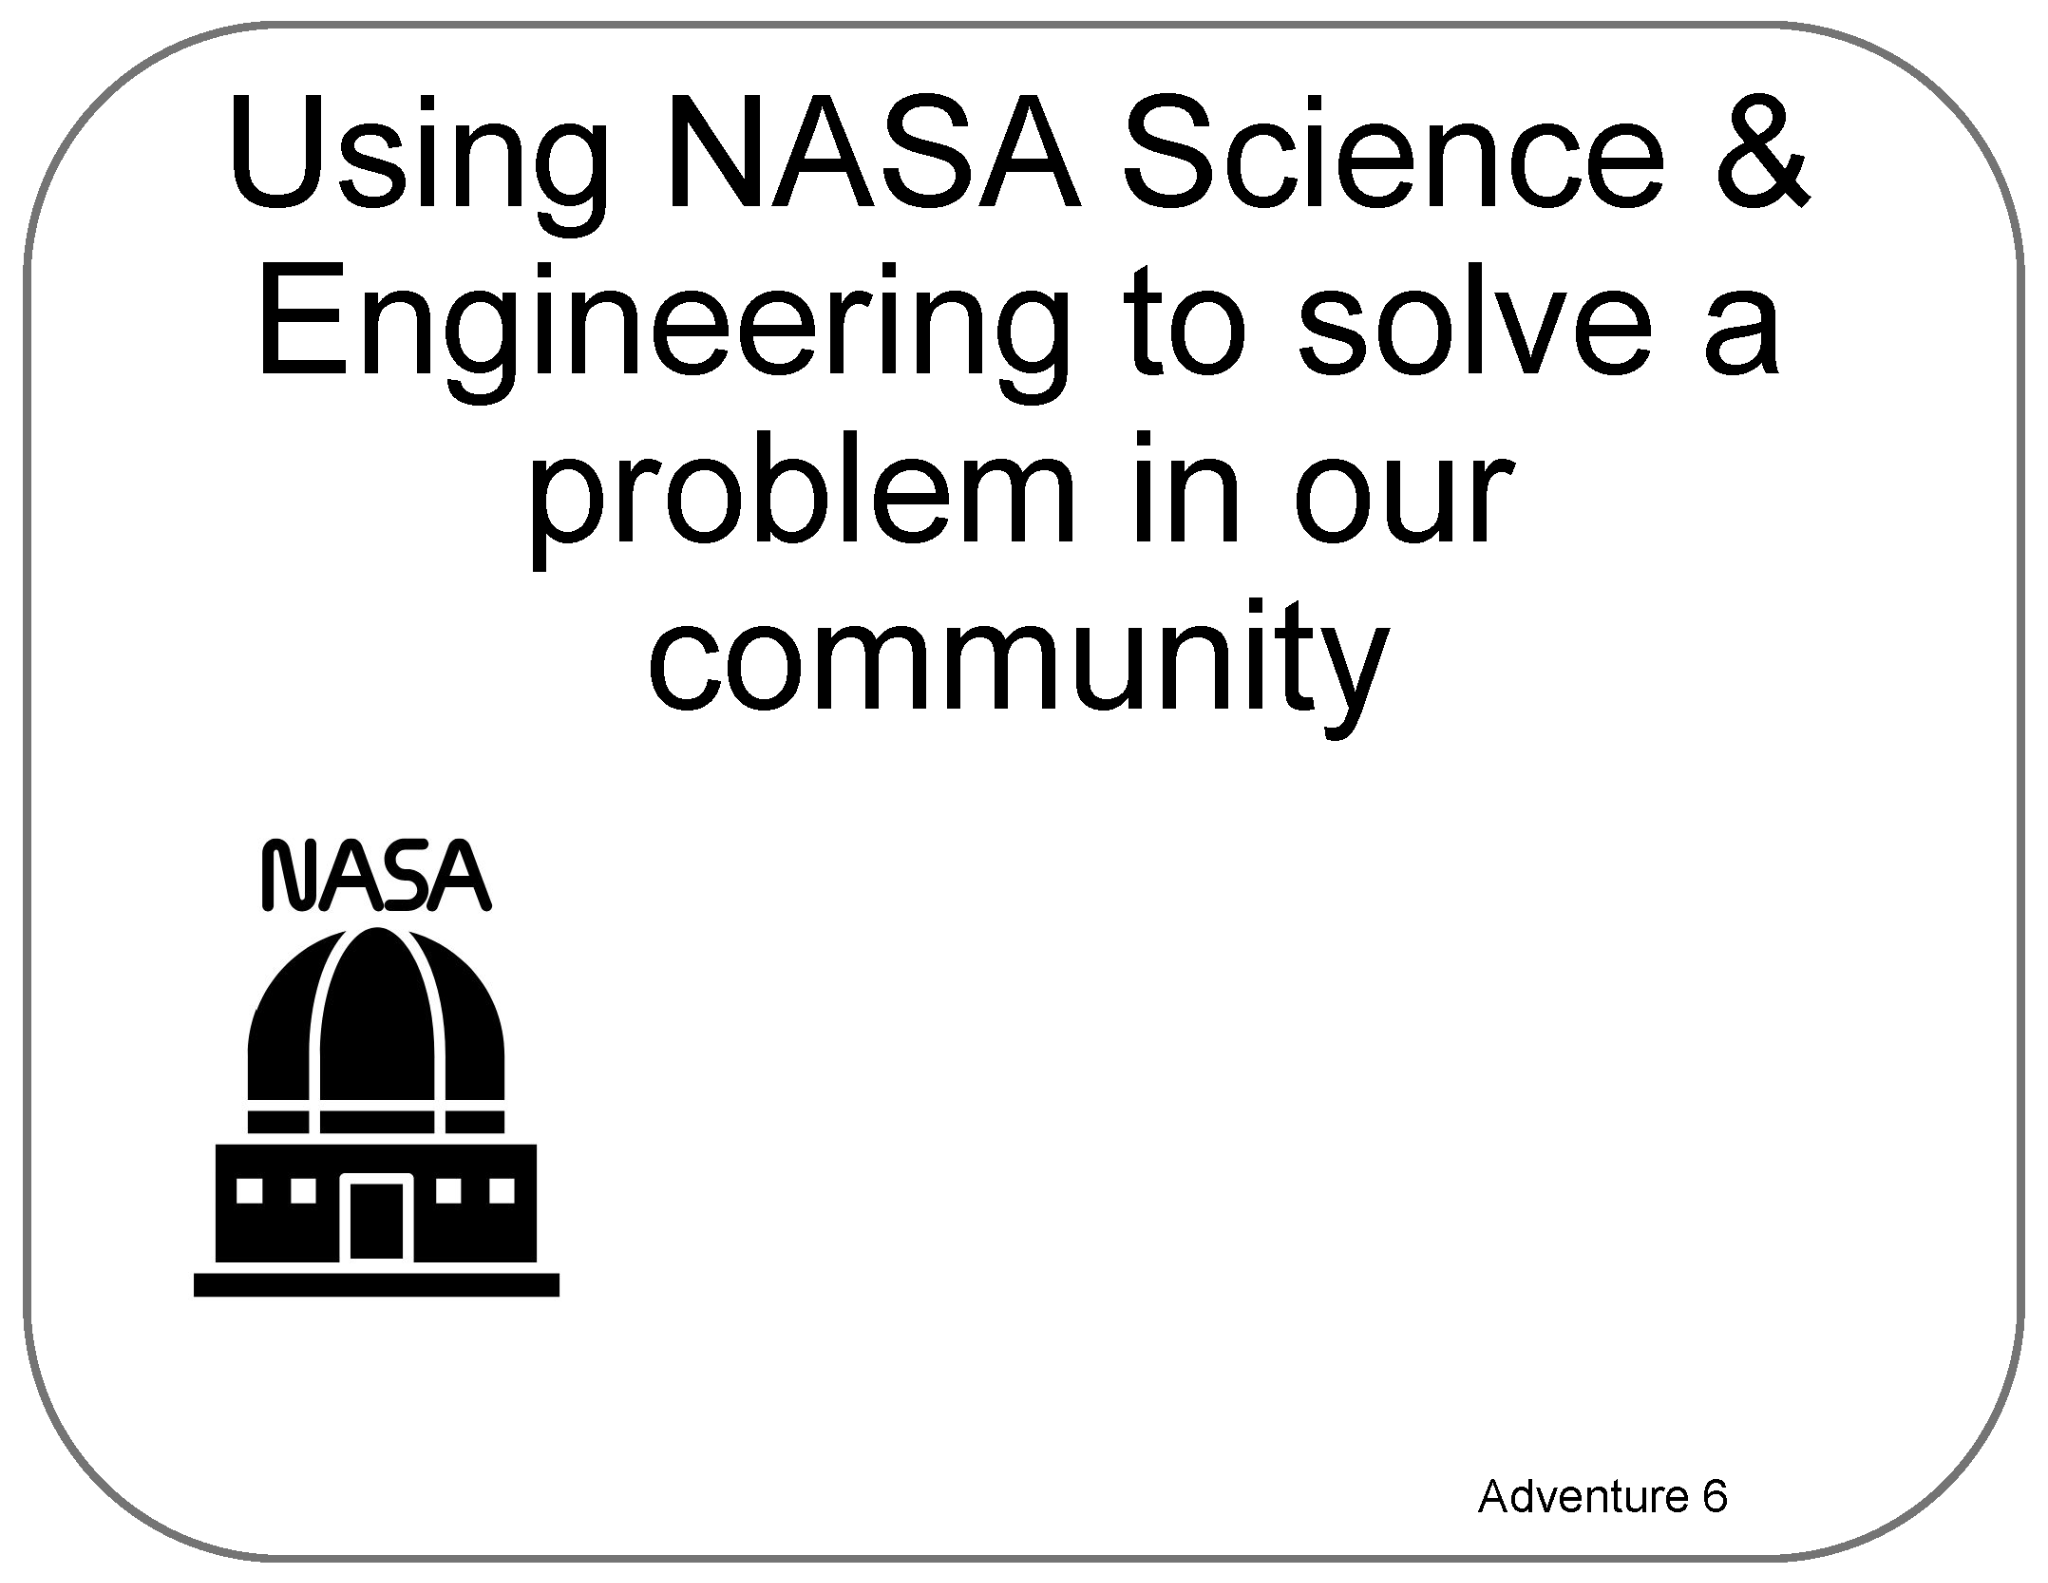 Using NASA Science &
Engineering to solve a
problem in our
community
NASA
Adventure 6